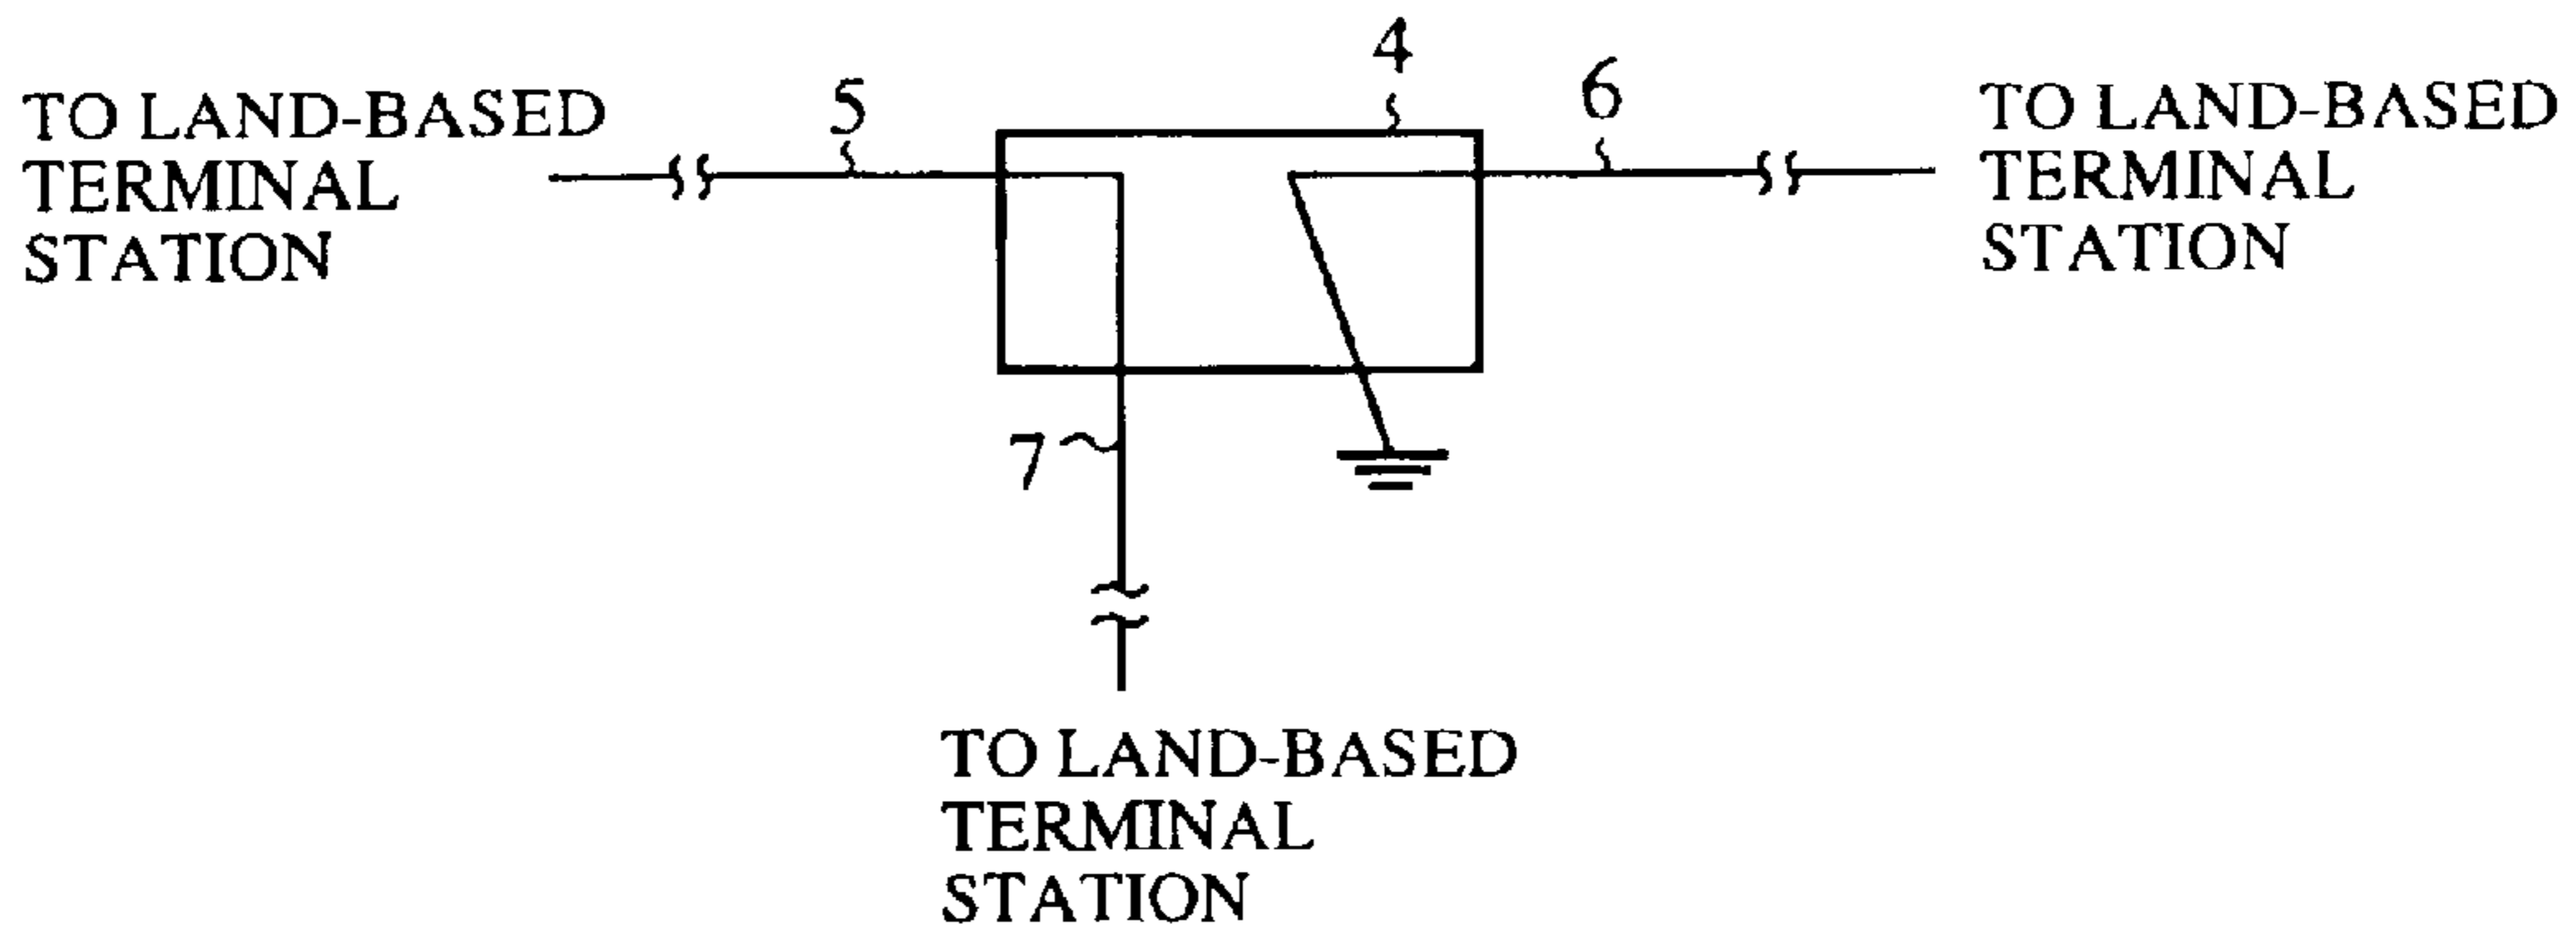 4
5
6
TO LAND-BASED
TERMINAL
STATION
TO LAND-BASED
TERMINAL
STATION
7
TO LAND-BASED
TERMINAL
STATION